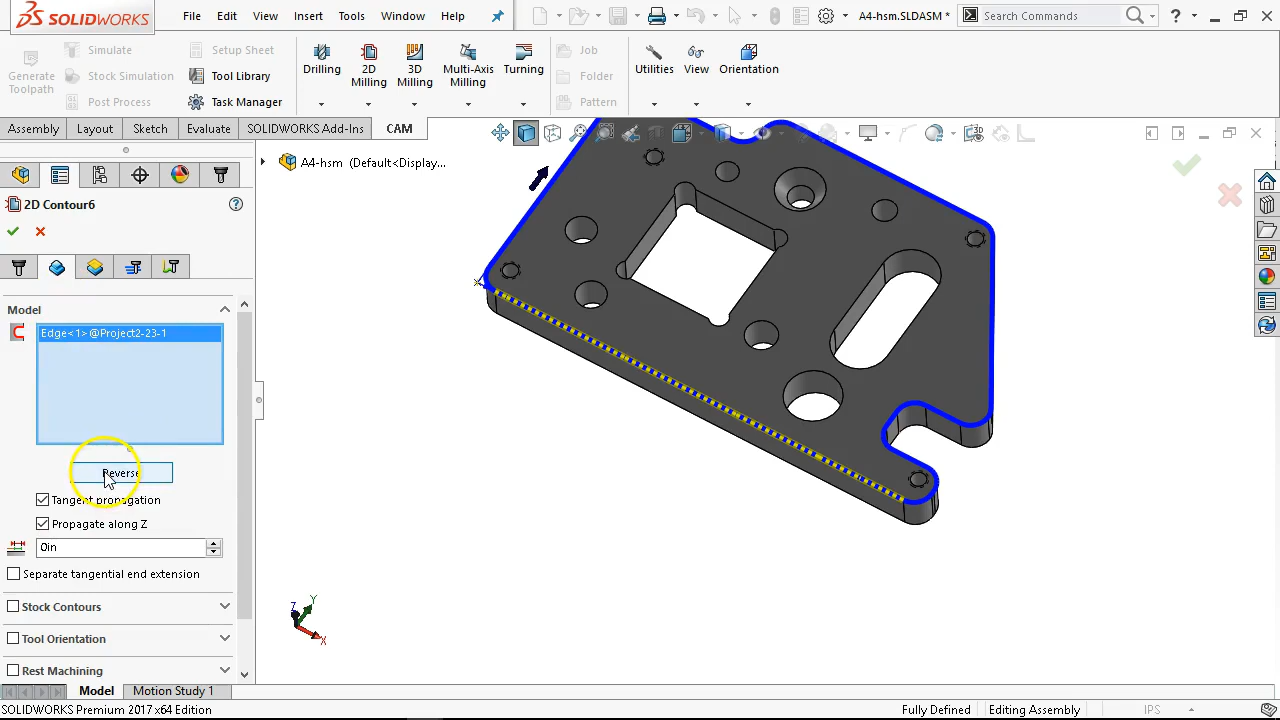 SOLIDWORKS
File Edit View Insert Tools Window Help
A4-hsm.SLDASM *
Search Commands
?
Generate Toolpath
Simulate
Stock Simulation
Post Process
Setup Sheet
Tool Library
Task Manager
Drilling
2D Milling
3D Milling
Multi-Axis Milling
Turning
Job
Folder
Pattern
Utilities
View
Orientation
Assembly Layout Sketch Evaluate SOLIDWORKS Add-Ins CAM
A4-hsm (Default<Display...
2D Contour6
?
Model
Edge<1> @Project2-23-1
Reverse
Tangent propagation
Propagate along Z
0in
Separate tangential end extension
Stock Contours
Tool Orientation
Rest Machining
Z
Y
X
Model Motion Study 1
SOLIDWORKS Premium 2017 x64 Edition
Fully Defined Editing Assembly IPS